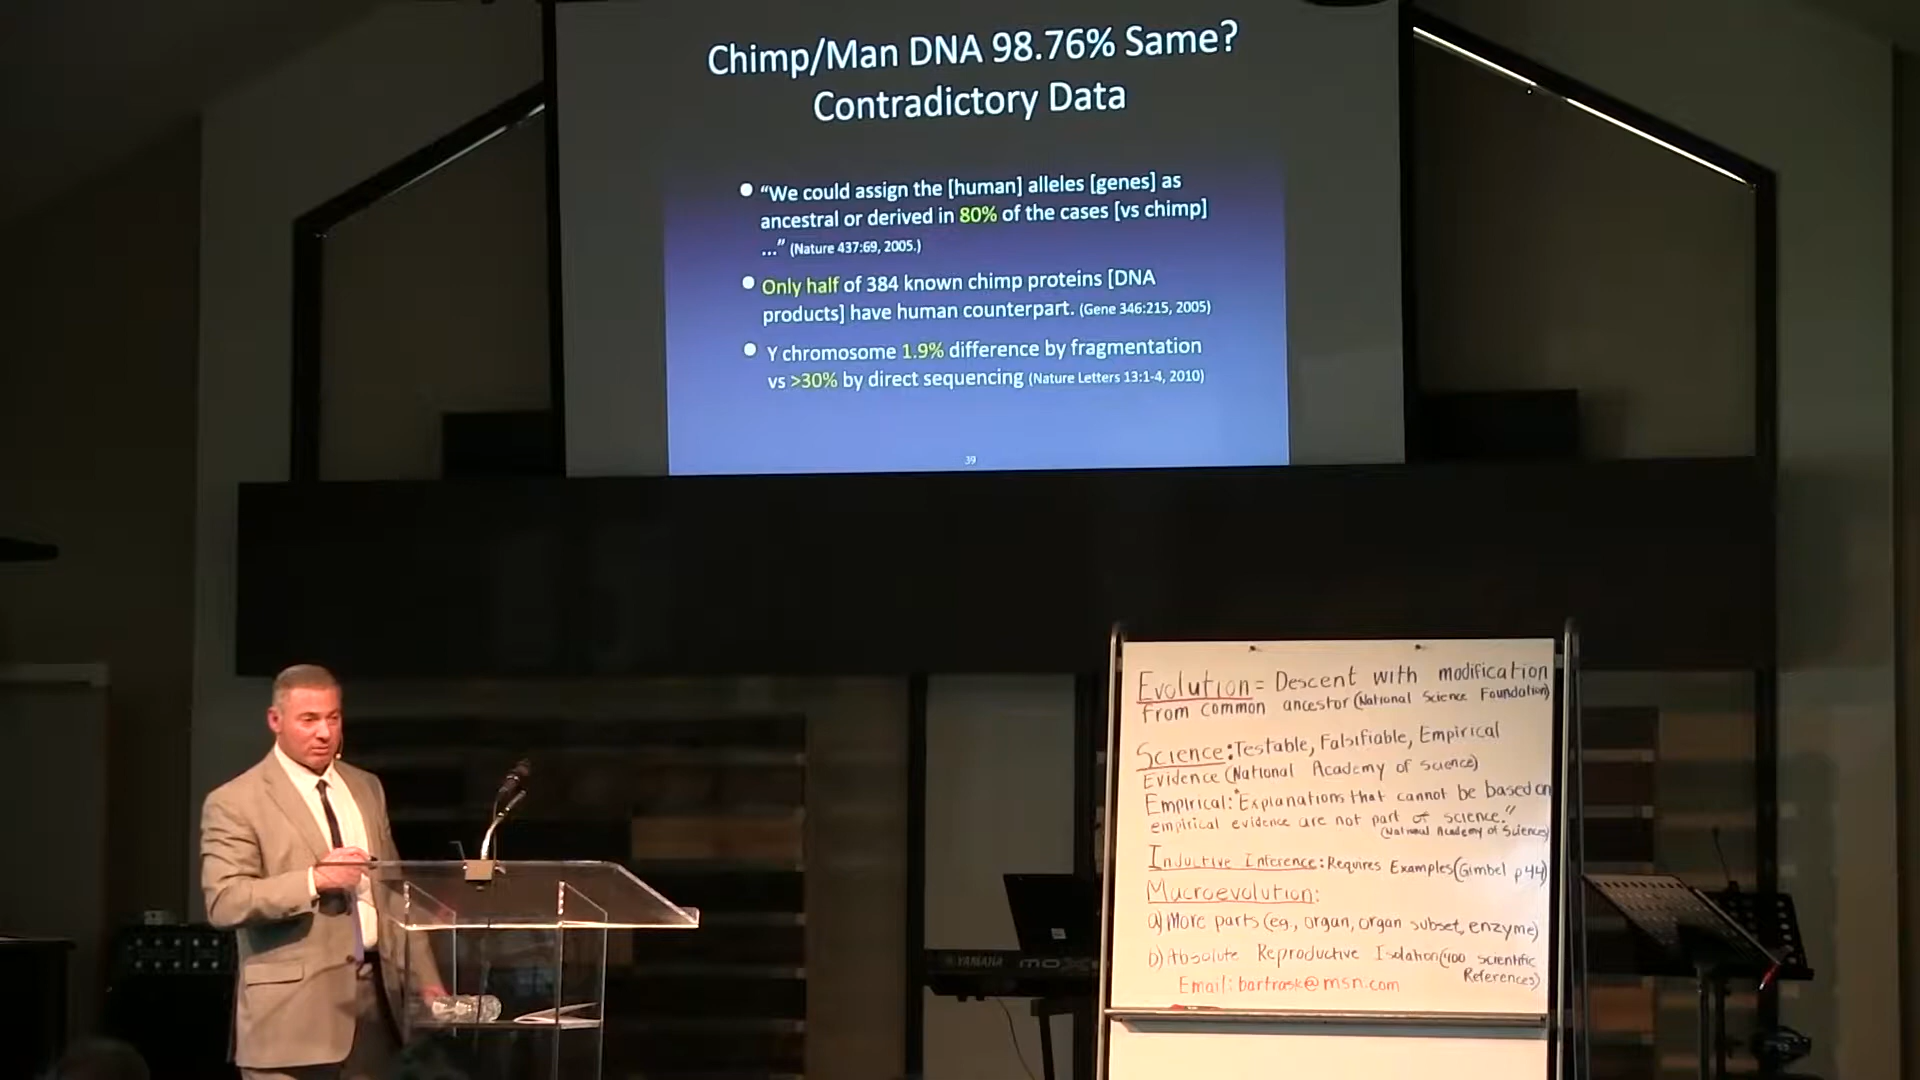 Chimp/Man DNA 98.76% Same?
Contradictory Data
● “We could assign the [human] alleles [genes] as
ancestral or derived in 80% of the cases [vs chimp]
...” (Nature 437:69, 2005.)
● Only half of 384 known chimp proteins [DNA
products] have human counterpart. (Gene 346:215, 2005)
● Y chromosome 1.9% difference by fragmentation
vs >30% by direct sequencing (Nature Letters 13:1-4, 2010)
39
Evolution = Descent with modification
from common ancestor (National Science Foundation)
Science: Testable, Falsifiable, Empirical
Evidence (National Academy of science)
Empirical: "Explanations that cannot be based on
empirical evidence are not part of science."
(National Academy of Sciences)
Inductive Inference: Requires Examples (Gimbel p44)
Macroevolution:
a) More parts (eg., organ, organ subset, enzyme)
b) Absolute Reproductive Isolation (400 scientific
References)
Email: bartrask@msn.com
YAMAHA MOX